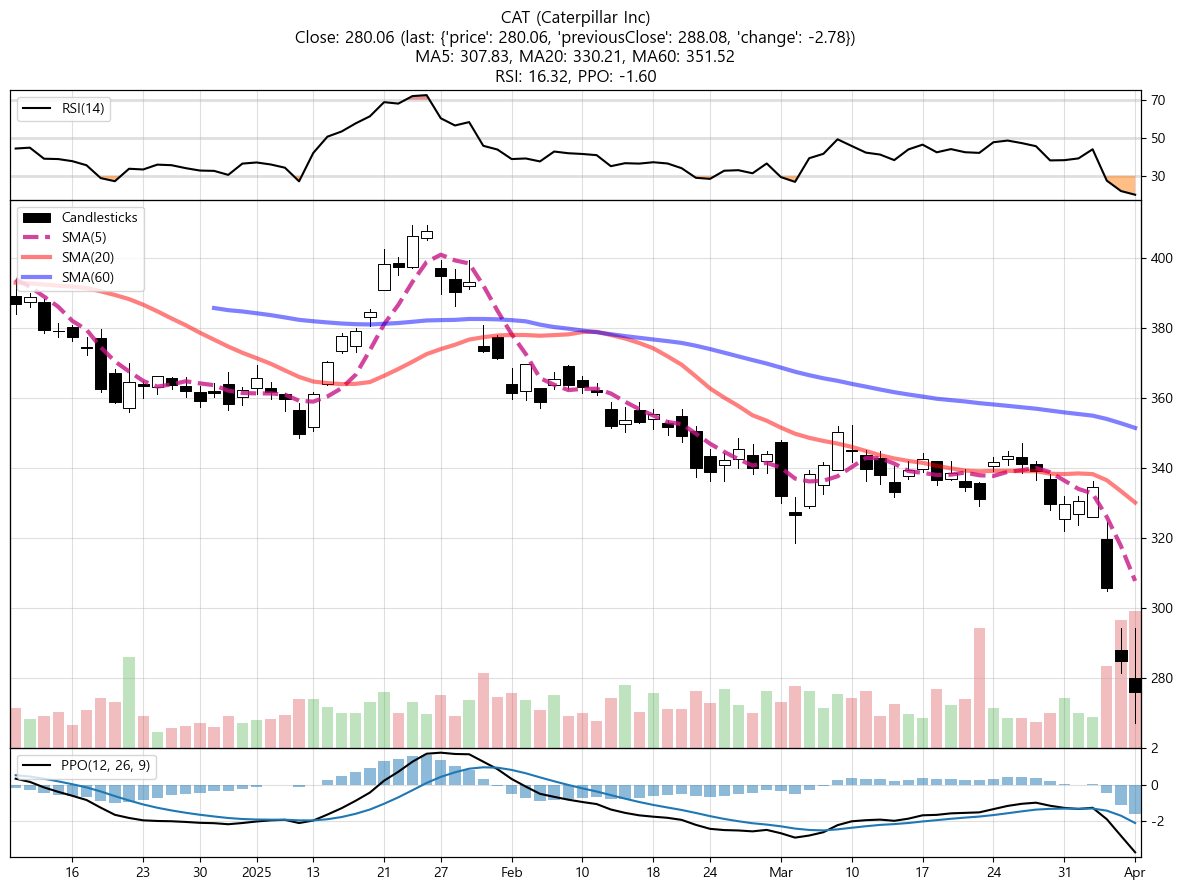 CAT (Caterpillar Inc)
Close: 280.06 (last: {'price': 280.06, 'previousClose': 288.08, 'change': -2.78})
MA5: 307.83, MA20: 330.21, MA60: 351.52
RSI: 16.32, PPO: -1.60
RSI(14)
70
50
30
Candlesticks
SMA(5)
SMA(20)
SMA(60)
400
380
360
340
320
300
280
PPO(12, 26, 9)
2
0
-2
16 23 30 2025 13 21 27 Feb 10 18 24 Mar 10 17 24 31 Apr